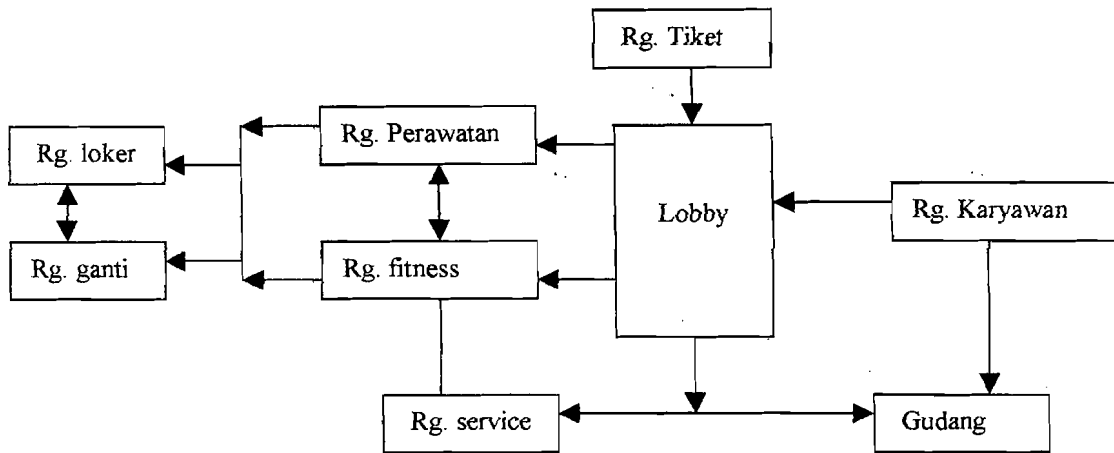 Rg. Tiket
Rg. Perawatan
Rg. loker
Lobby
Rg. Karyawan
Rg. ganti
Rg. fitness
Rg. service
Gudang